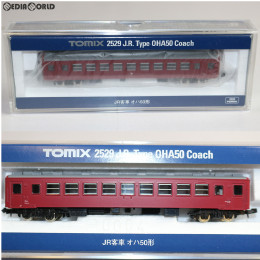 MEDIAWORLD
TOMIX 2529 J.R. Type OHA50 Coach
JR客車 オハ50形
TOMIX 2529 J.R. Type OHA50 Coach
JR客車 オハ50形